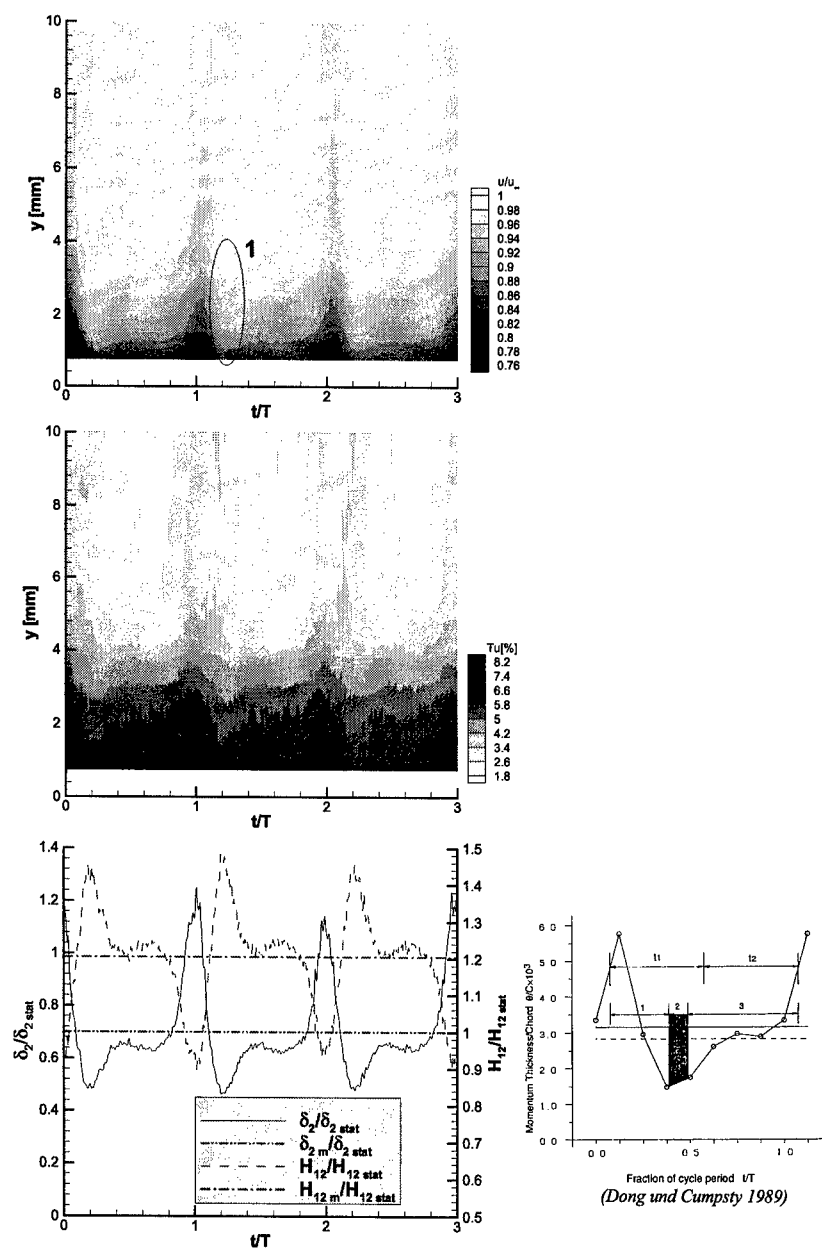 10
8
6
4
2
0
y [mm]
1
0 1 2 3
t/T
u/u∞
1
0.98
0.96
0.94
0.92
0.9
0.88
0.86
0.84
0.82
0.8
0.78
0.76
10
8
6
4
2
0
y [mm]
0 1 2 3
t/T
Tu[%]
8.2
7.4
6.6
5.8
5
4.2
3.4
2.6
1.8
1.4
1.2
1
0.8
0.6
0.4
0.2
0
δ2/δ2 stat
1.5
1.4
1.3
1.2
1.1
1
0.9
0.8
0.7
0.6
0.5
H12/H12 stat
δ2/δ2 stat
δ2 m/δ2 stat
H12/H12 stat
H12 m/H12 stat
0 1 2 3
t/T
Momentum Thickness/Chord θ/C×10³
6 0
5 0
4 0
3 0
2 0
1 0
0 0
t1 t2
1 2 3
0 0 0 5 1 0
Fraction of cycle period t/T
(Dong und Cumpsty 1989)